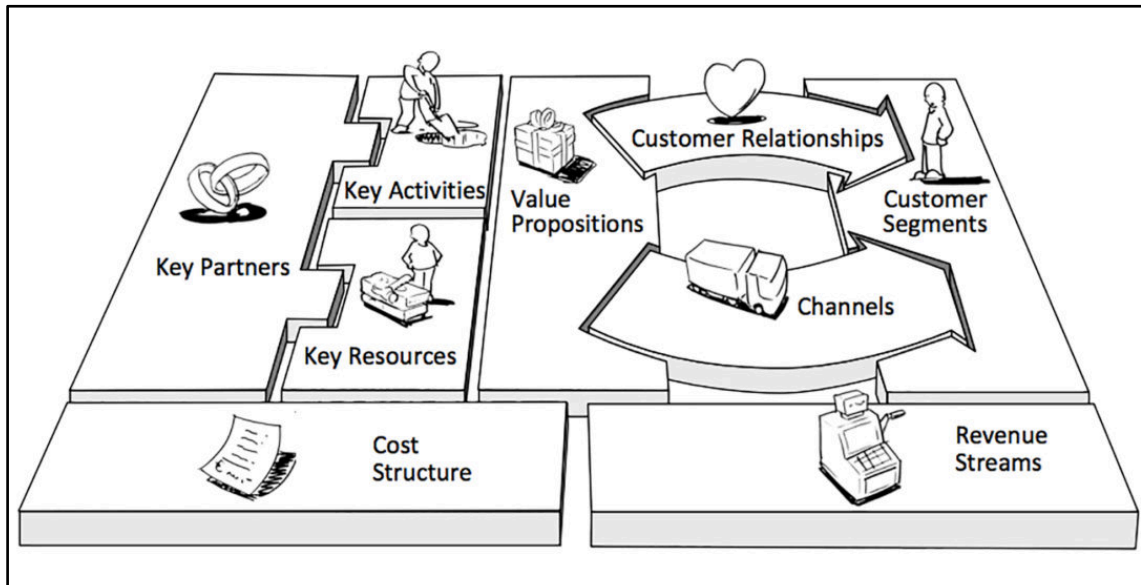 Key Partners
Key Activities
Key Resources
Value
Propositions
Customer Relationships
Channels
Customer
Segments
Cost
Structure
Revenue
Streams